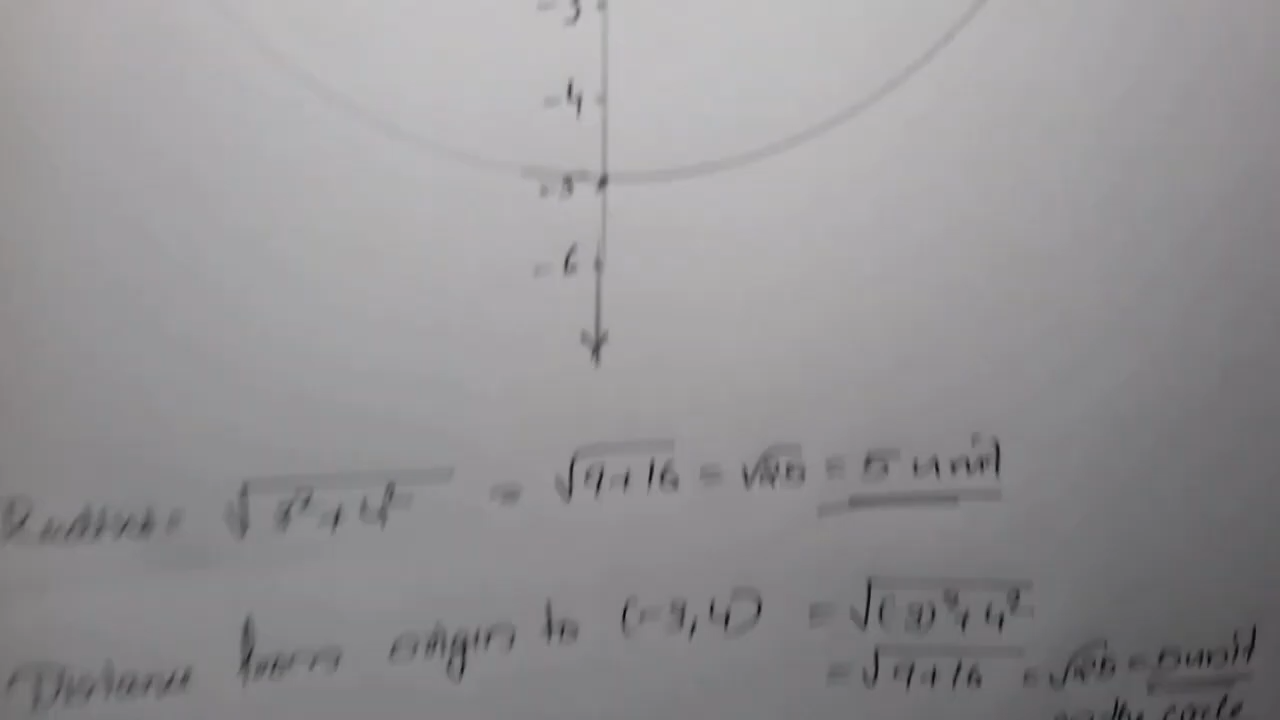 -3
-4
-5
-6
Radius = √3²+4² = √9+16 = √25 = 5 unit
Distance from origin to (-3,4) = √(-3)²+4²
= √9+16 = √25 = 5 unit